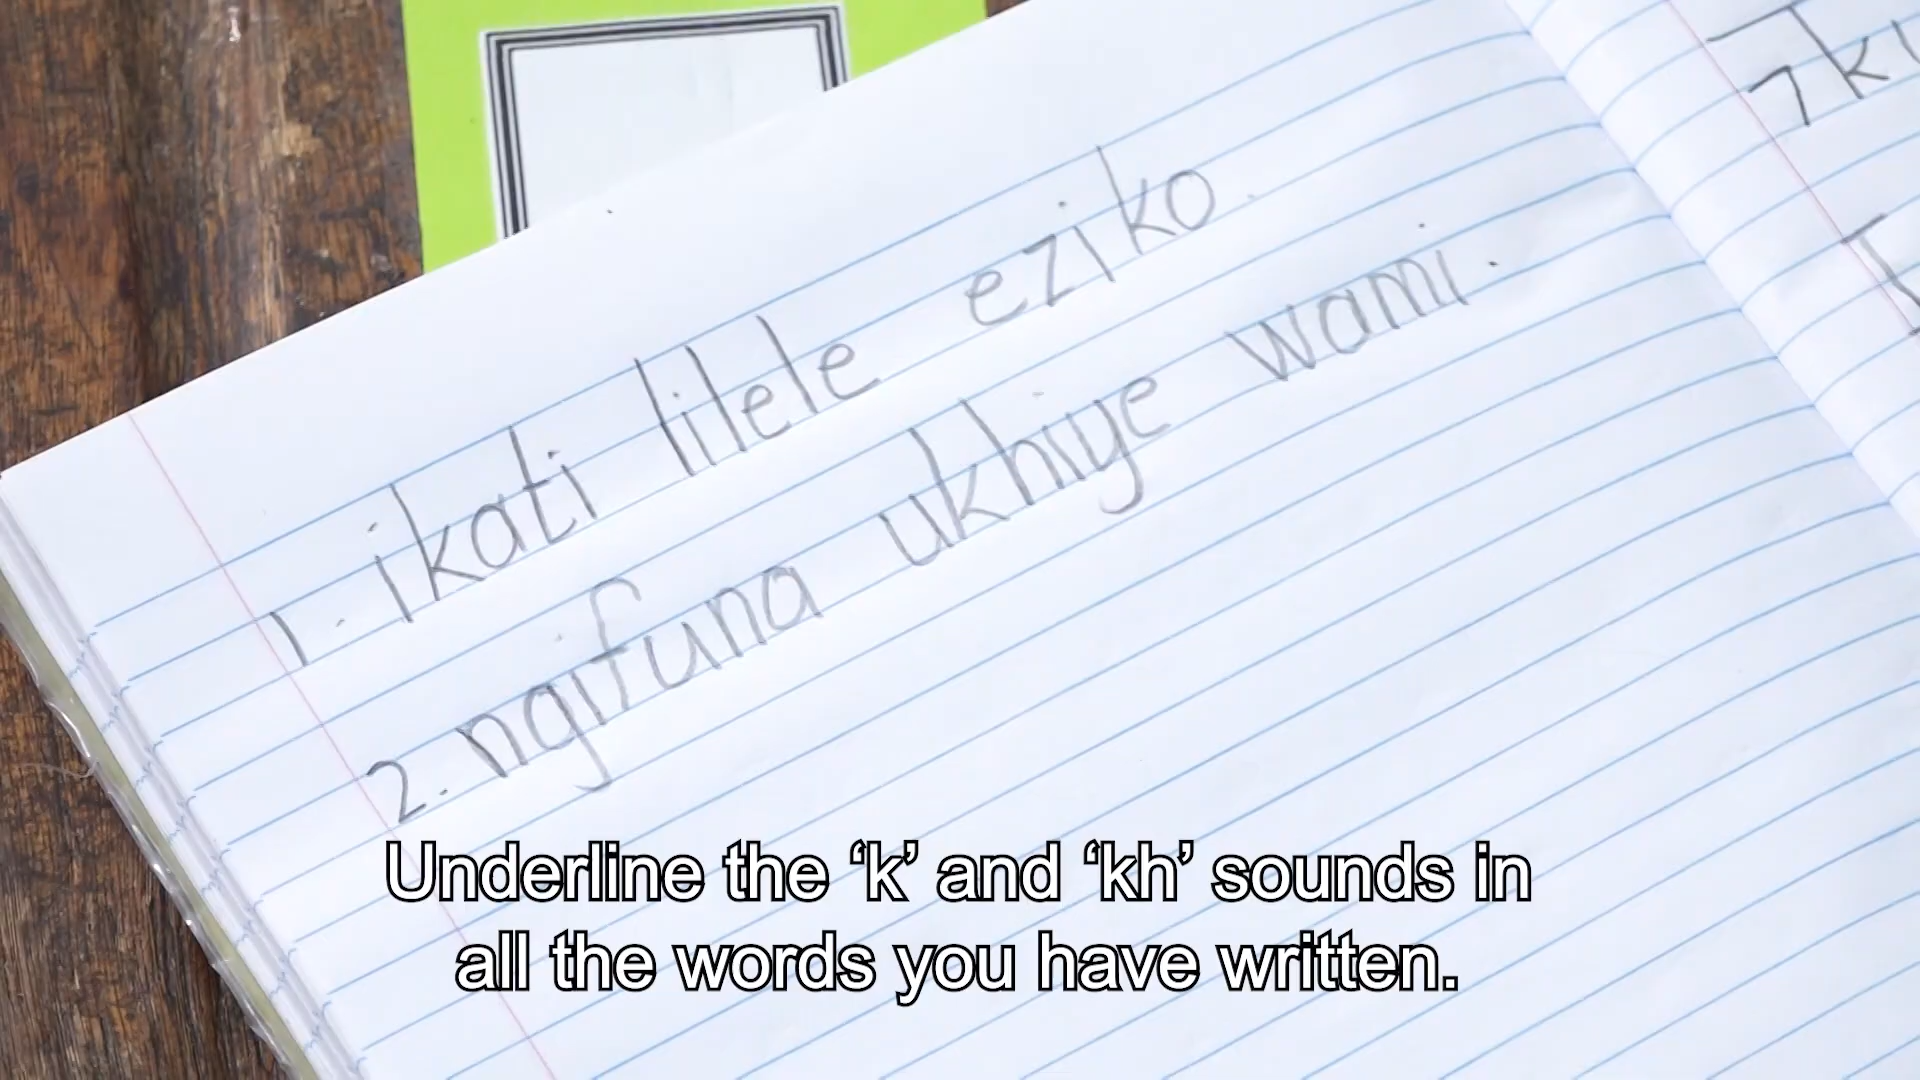 1. ikati lilele eziko.
2. ngifuna ukhiye wami.
Underline the ‘k’ and ‘kh’ sounds in
all the words you have written.